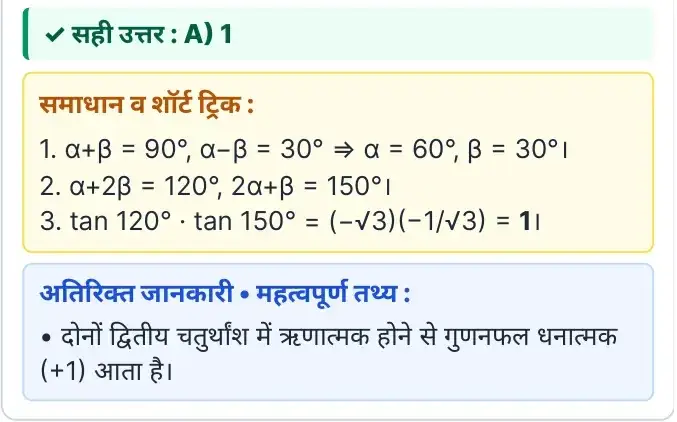 ✓ सही उत्तर : A) 1
समाधान व शॉर्ट ट्रिक :
1. α+β = 90°, α−β = 30° ⇒ α = 60°, β = 30°।
2. α+2β = 120°, 2α+β = 150°।
3. tan 120° · tan 150° = (−√3)(−1/√3) = 1।
अतिरिक्त जानकारी • महत्वपूर्ण तथ्य :
• दोनों द्वितीय चतुर्थांश में ऋणात्मक होने से गुणनफल धनात्मक
(+1) आता है।